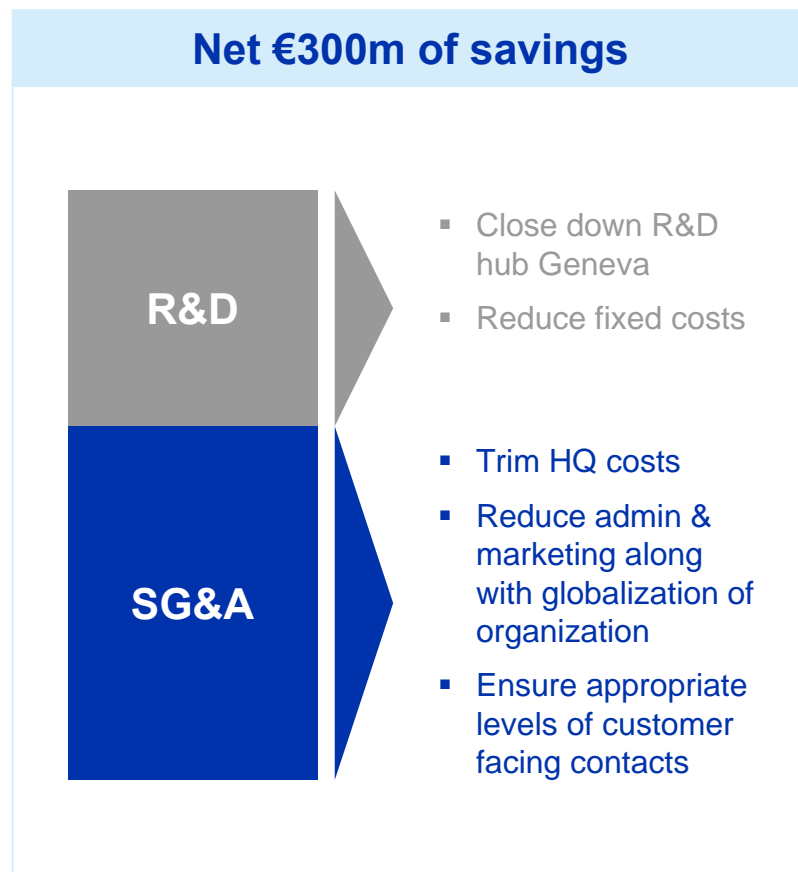 Net €300m of savings
R&D
▪ Close down R&D
hub Geneva
▪ Reduce fixed costs
SG&A
▪ Trim HQ costs
▪ Reduce admin &
marketing along
with globalization of
organization
▪ Ensure appropriate
levels of customer
facing contacts